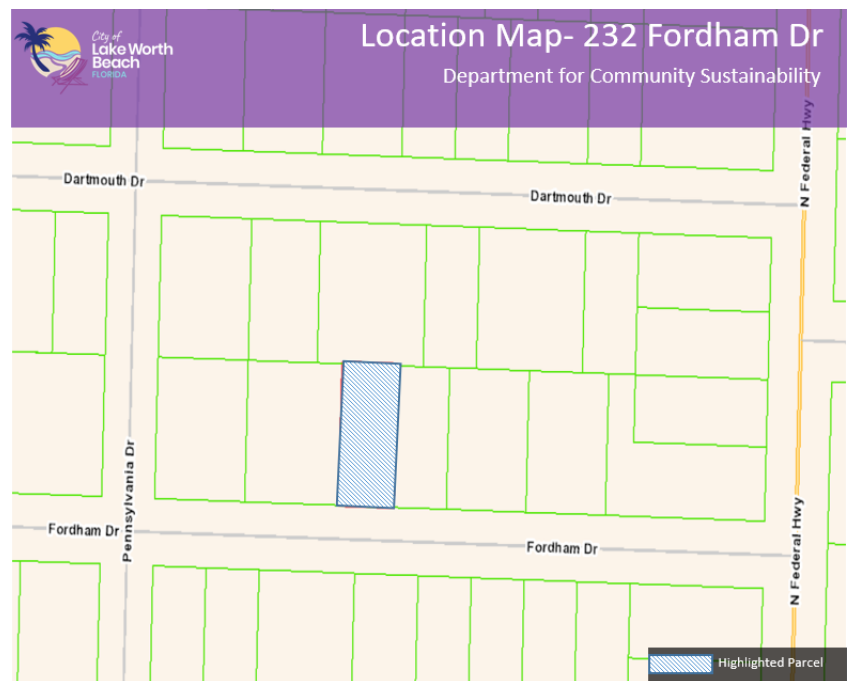 City of
Lake Worth
Beach
FLORIDA
Location Map- 232 Fordham Dr
Department for Community Sustainability
N Federal Hwy
Dartmouth Dr
Dartmouth Dr
Pennsylvania Dr
Fordham Dr
Fordham Dr
N Federal Hwy
Highlighted Parcel